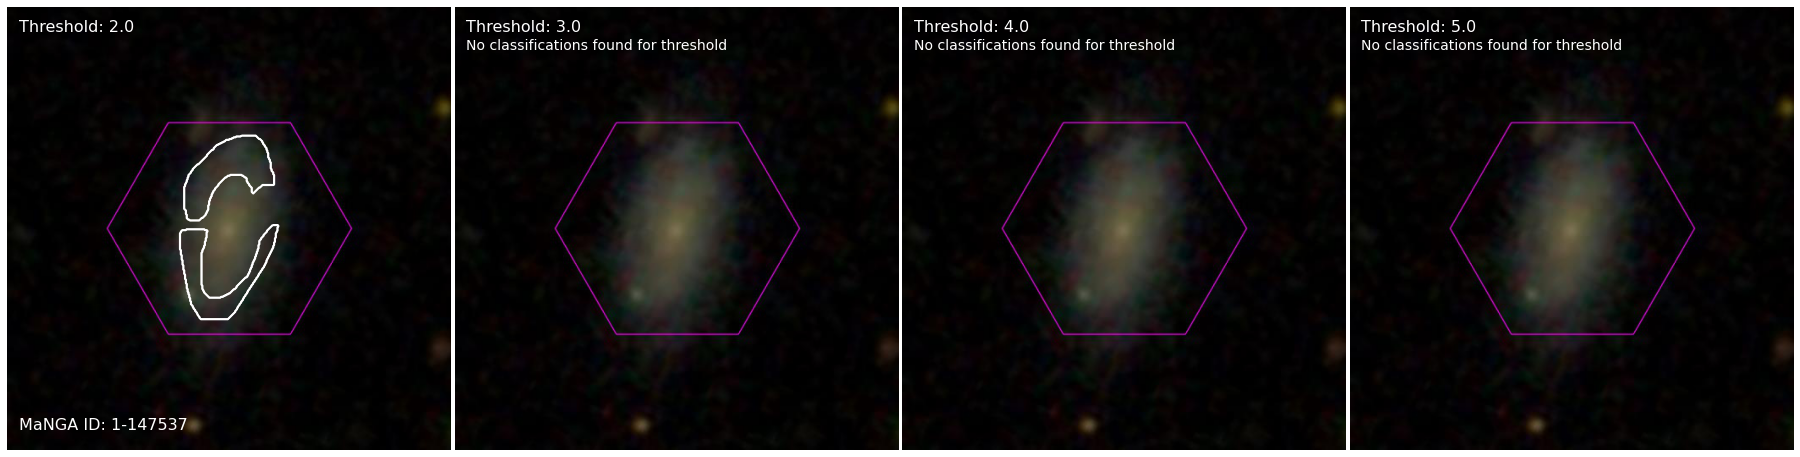 Threshold: 2.0
MaNGA ID: 1-147537
Threshold: 3.0
No classifications found for threshold
Threshold: 4.0
No classifications found for threshold
Threshold: 5.0
No classifications found for threshold